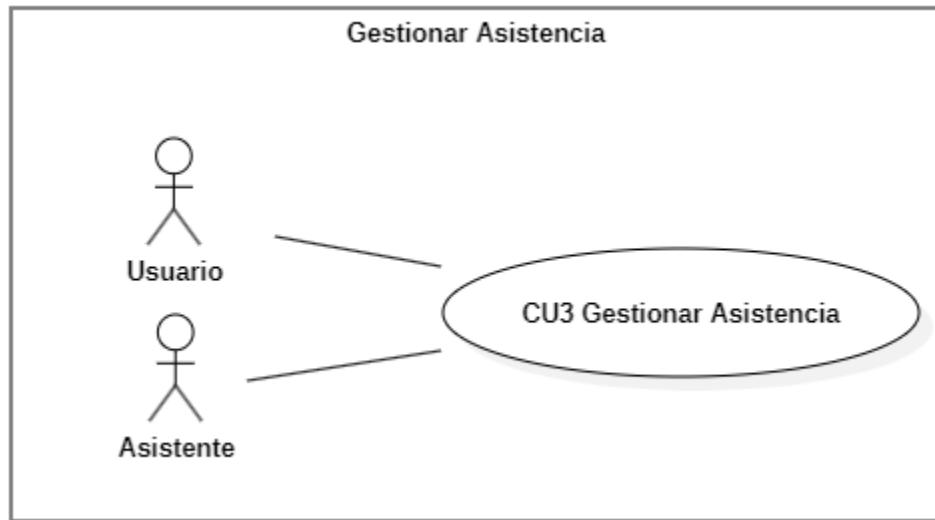 Gestionar Asistencia
Usuario
CU3 Gestionar Asistencia
Asistente